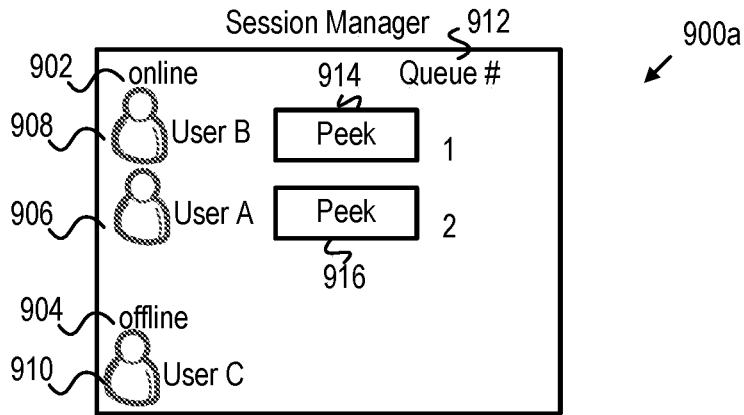 Session Manager 912
900a
902 online
914 Queue #
908 User B Peek 1
906 User A Peek 2
916
904 offline
910 User C